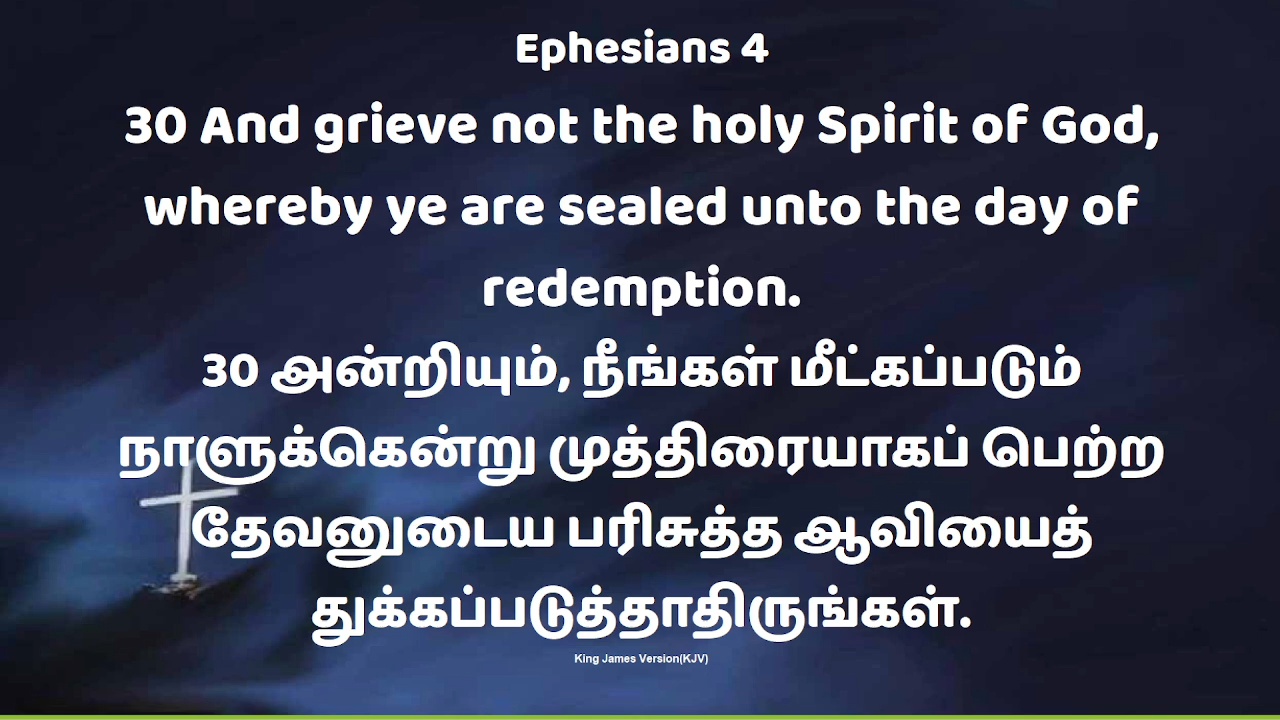 Ephesians 4
30 And grieve not the holy Spirit of God,
whereby ye are sealed unto the day of
redemption.
30 அன்றியும், நீங்கள் மீட்கப்படும்
நாளுக்கென்று முத்திரையாகப் பெற்ற
தேவனுடைய பரிசுத்த ஆவியைத்
துக்கப்படுத்தாதிருங்கள்.
King James Version(KJV)